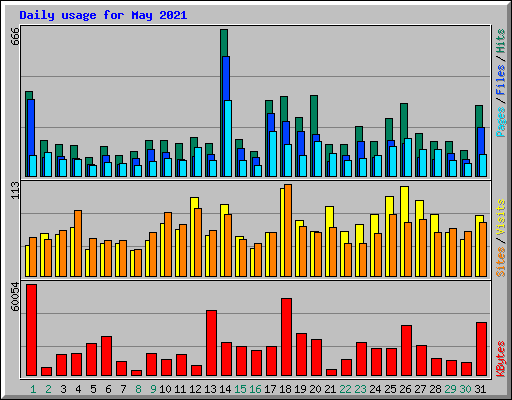 Daily usage for May 2021
666
Pages / Files / Hits
113
Sites / Visits
60054
KBytes
1 2 3 4 5 6 7 8 9 10 11 12 13 14 15 16 17 18 19 20 21 22 23 24 25 26 27 28 29 30 31